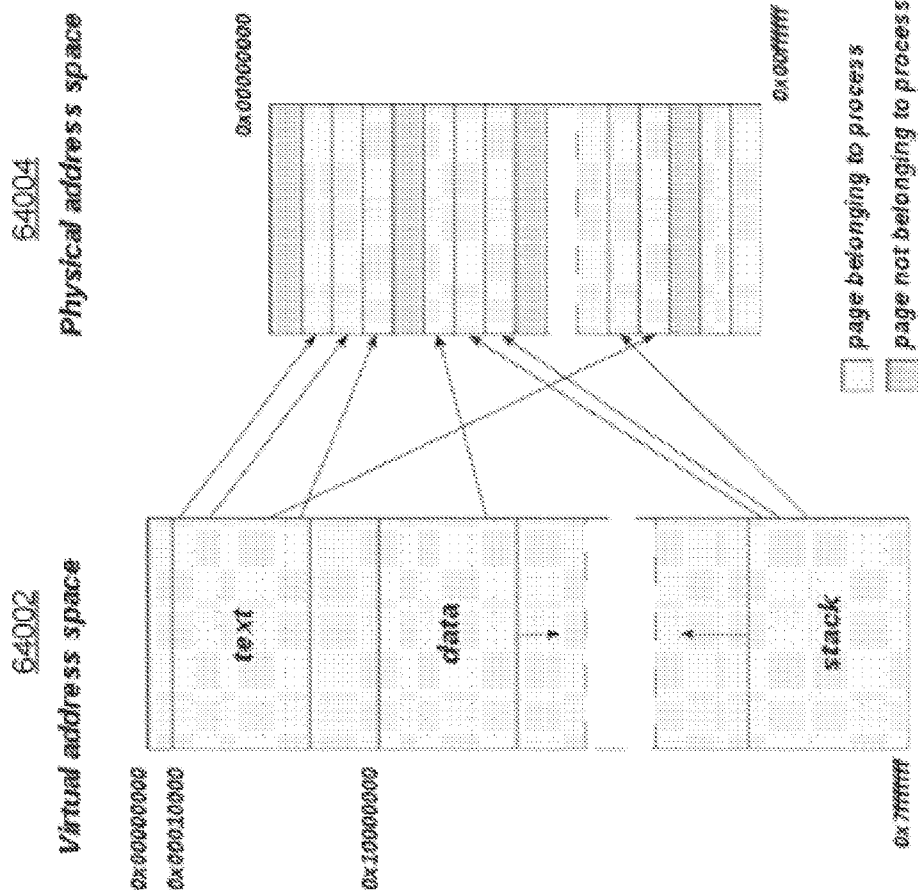 64002
Virtual address space
0x00000000
0x00010000
text
0x10000000
data
stack
0x7fffffff
64004
Physical address space
0x00000000
0x00ffffff
page belonging to process
page not belonging to process